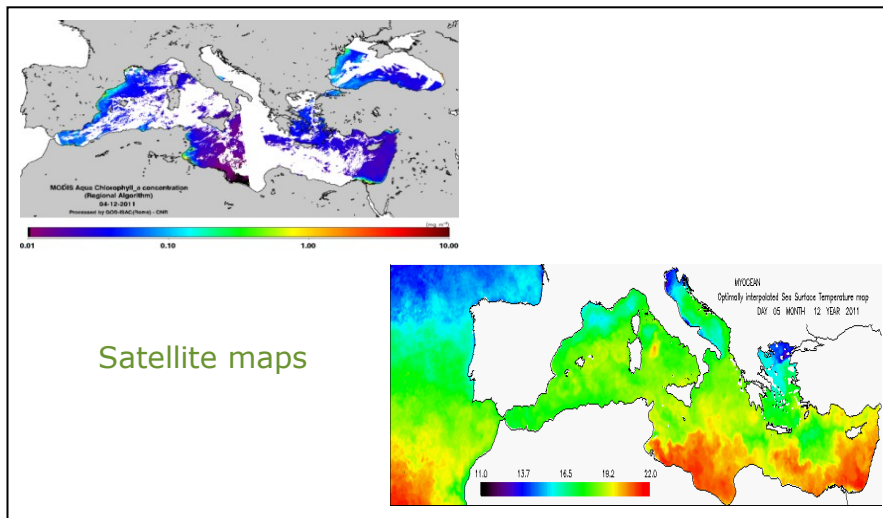 MODIS Aqua Chlorophyll_a concentration
(Regional Algorithm)
04-12-2011
Processed by GOS-ISAC(Roma) - CNR
(mg m⁻³)
0.01 0.10 1.00 10.00
Satellite maps
MYOCEAN
Optimally interpolated Sea Surface Temperature map
DAY 05 MONTH 12 YEAR 2011
11.0 13.7 16.5 19.2 22.0